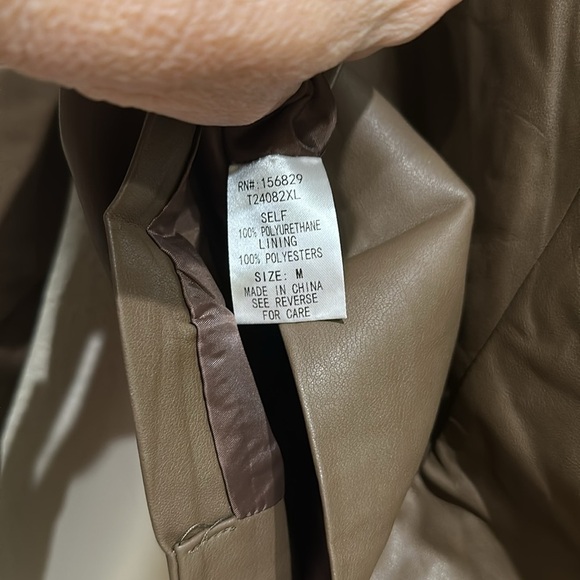 RN#: 156829
T24082XL
SELF
100% POLYURETHANE
LINING
100% POLYESTERS
SIZE: M
MADE IN CHINA
SEE REVERSE
FOR CARE